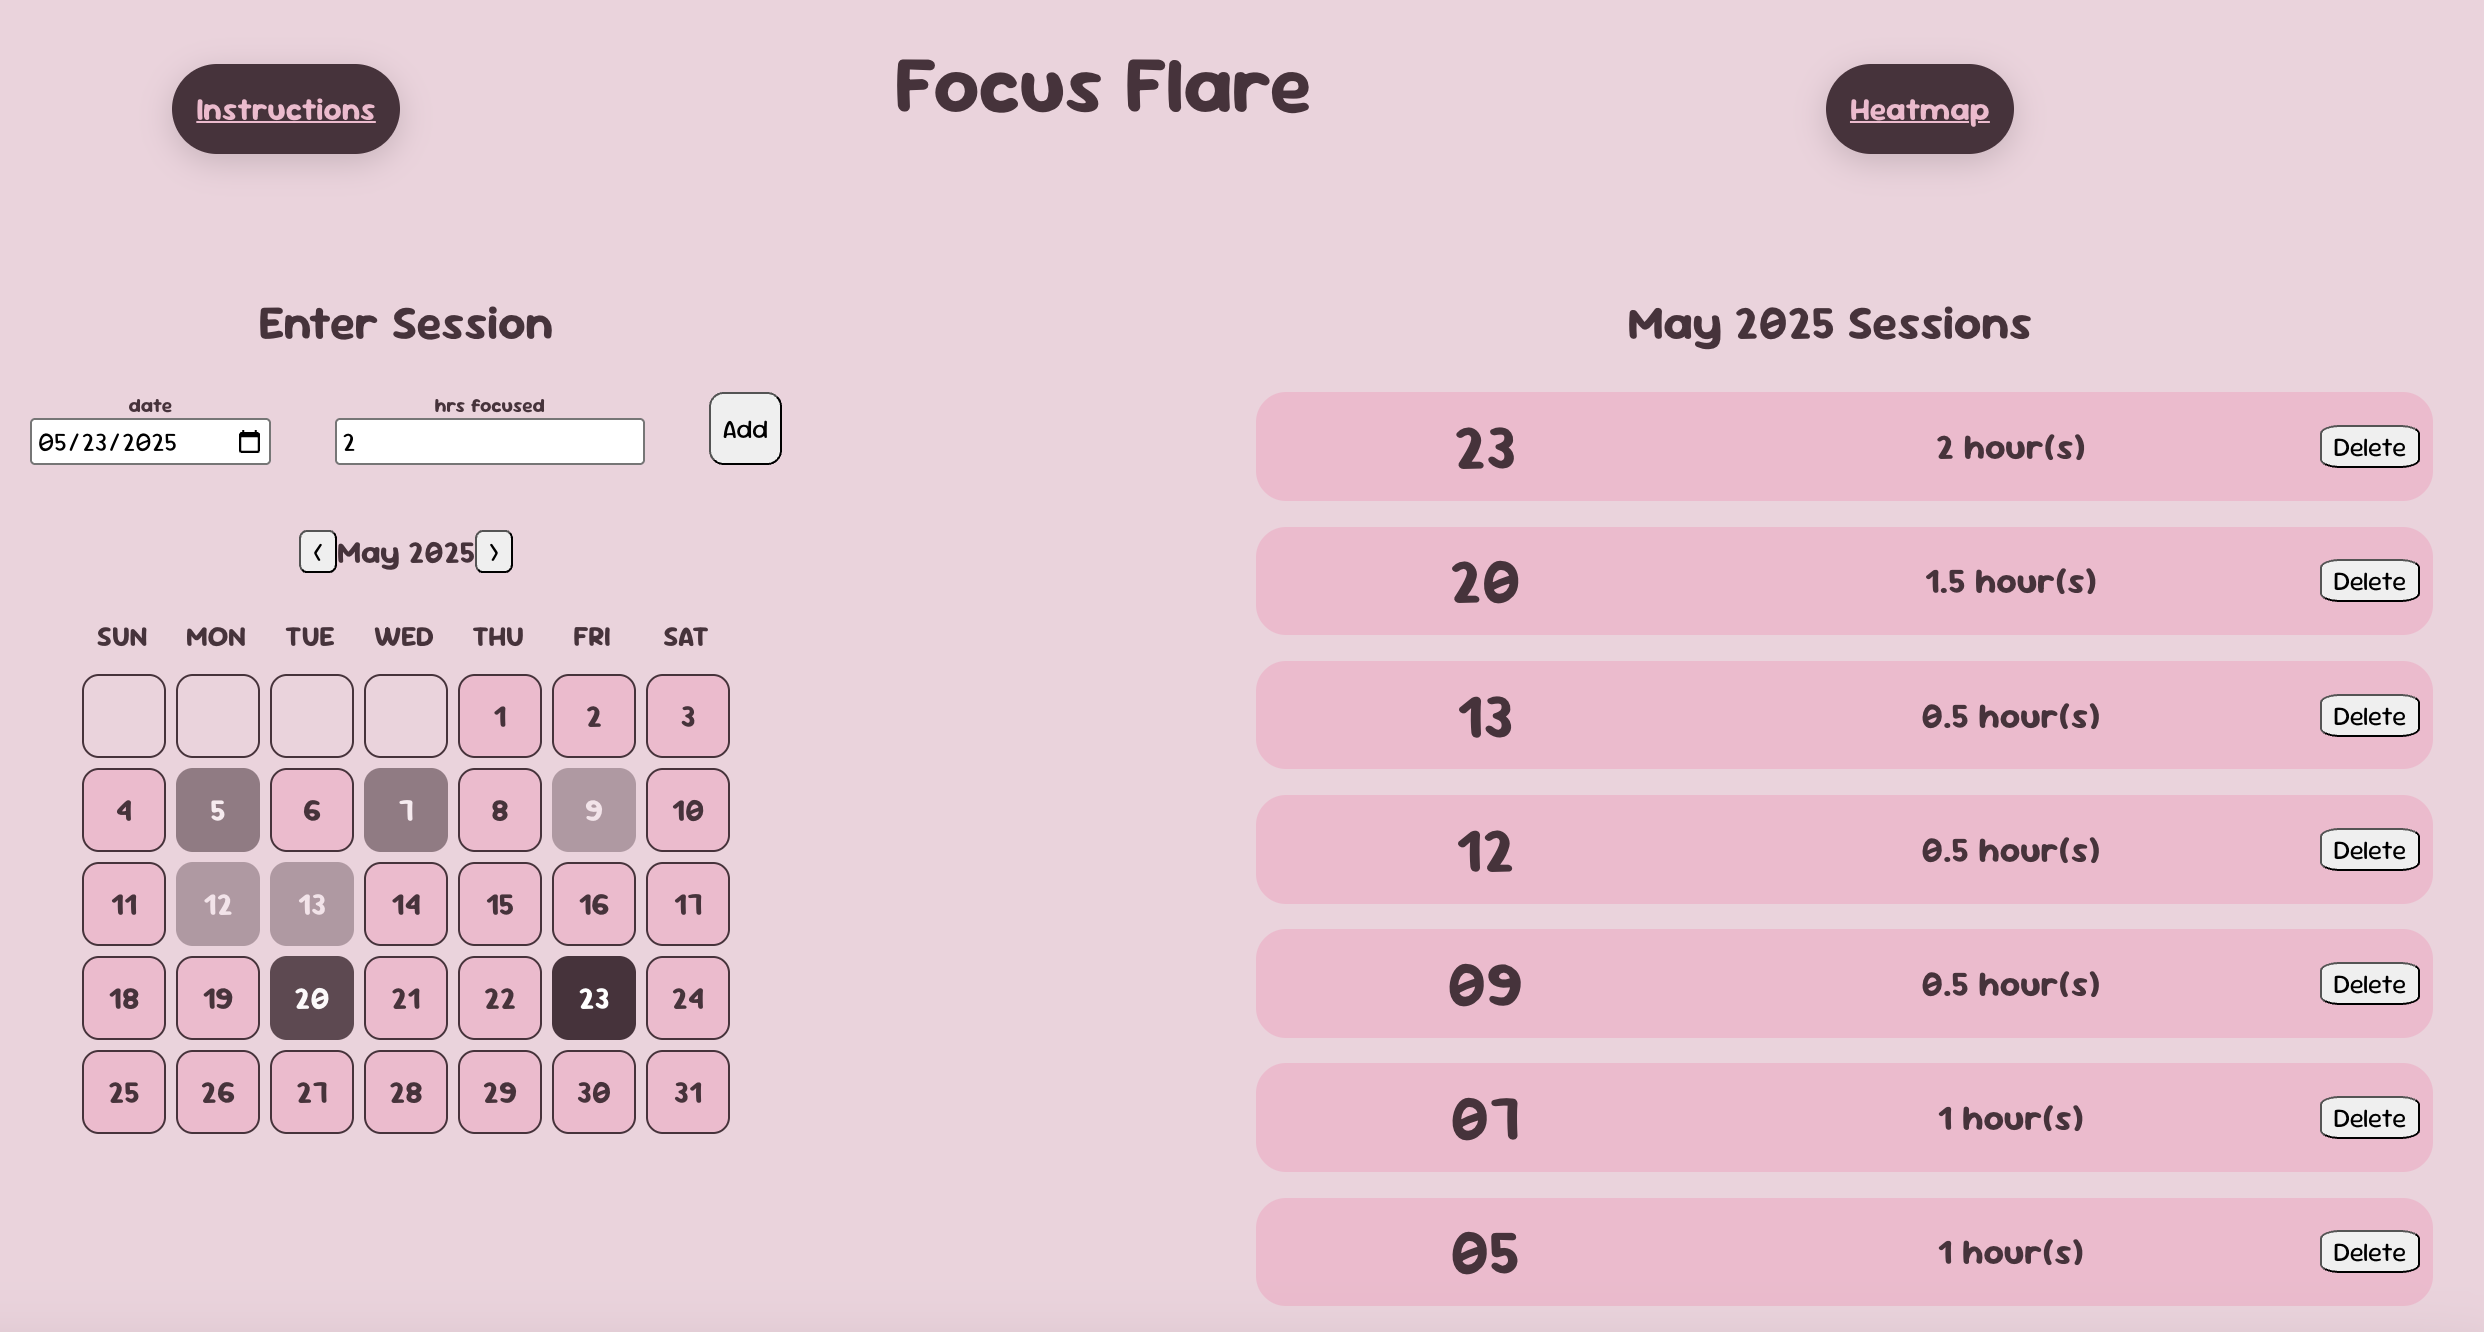 Instructions
Focus Flare
Heatmap
Enter Session
date
hrs focused
05/23/2025
2
Add
< May 2025 >
SUN MON TUE WED THU FRI SAT
1 2 3
4 5 6 7 8 9 10
11 12 13 14 15 16 17
18 19 20 21 22 23 24
25 26 27 28 29 30 31
May 2025 Sessions
23 2 hour(s) Delete
20 1.5 hour(s) Delete
13 0.5 hour(s) Delete
12 0.5 hour(s) Delete
09 0.5 hour(s) Delete
07 1 hour(s) Delete
05 1 hour(s) Delete